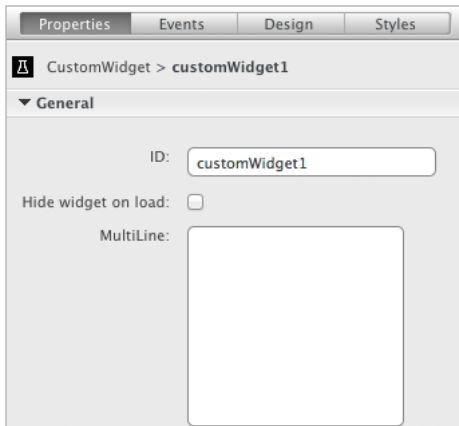 Properties Events Design Styles
CustomWidget > customWidget1
General
ID: customWidget1
Hide widget on load:
MultiLine: